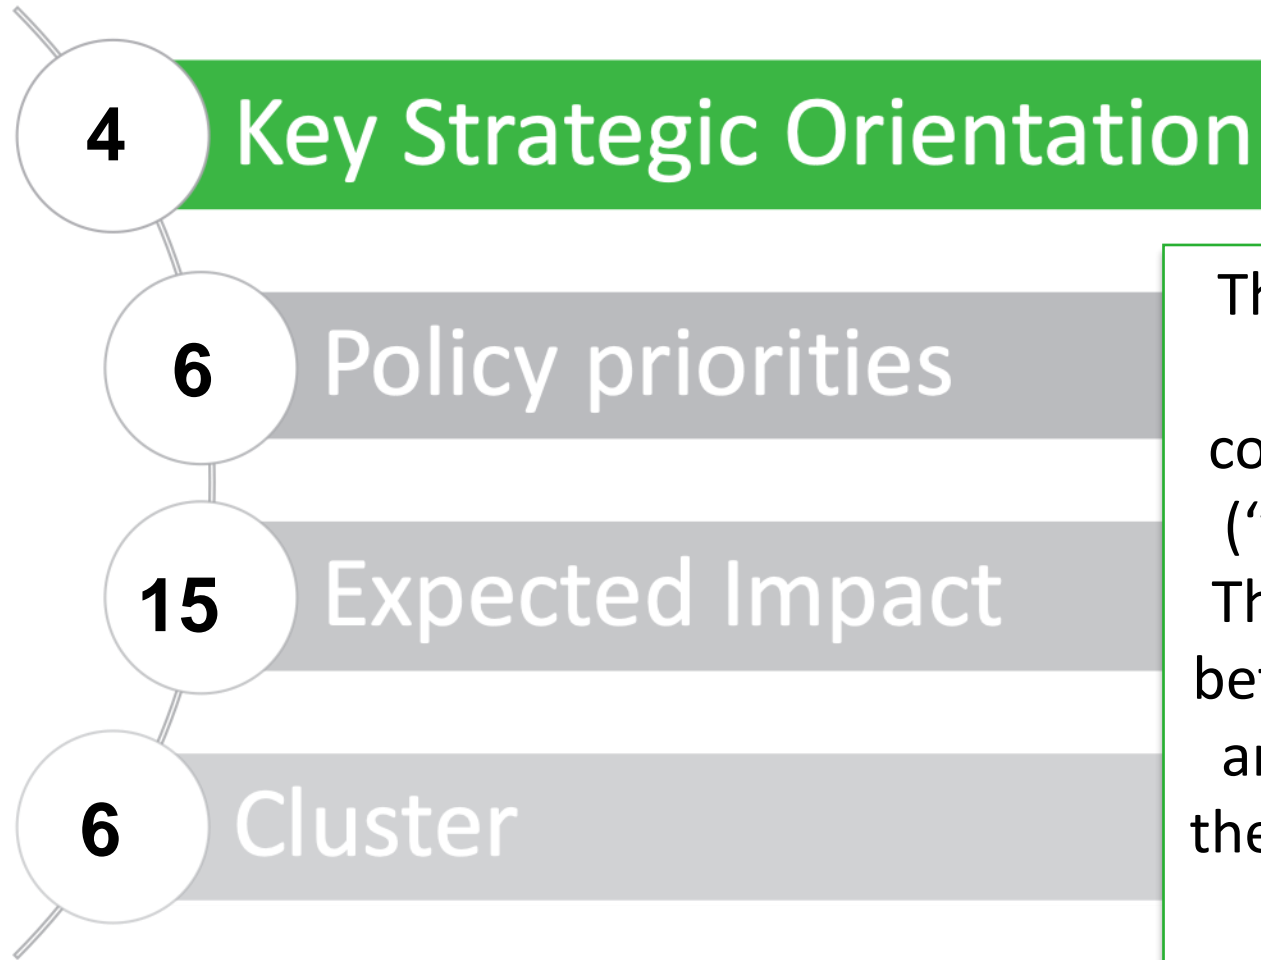 4 Key Strategic Orientation
6 Policy priorities
15 Expected Impact
6 Cluster